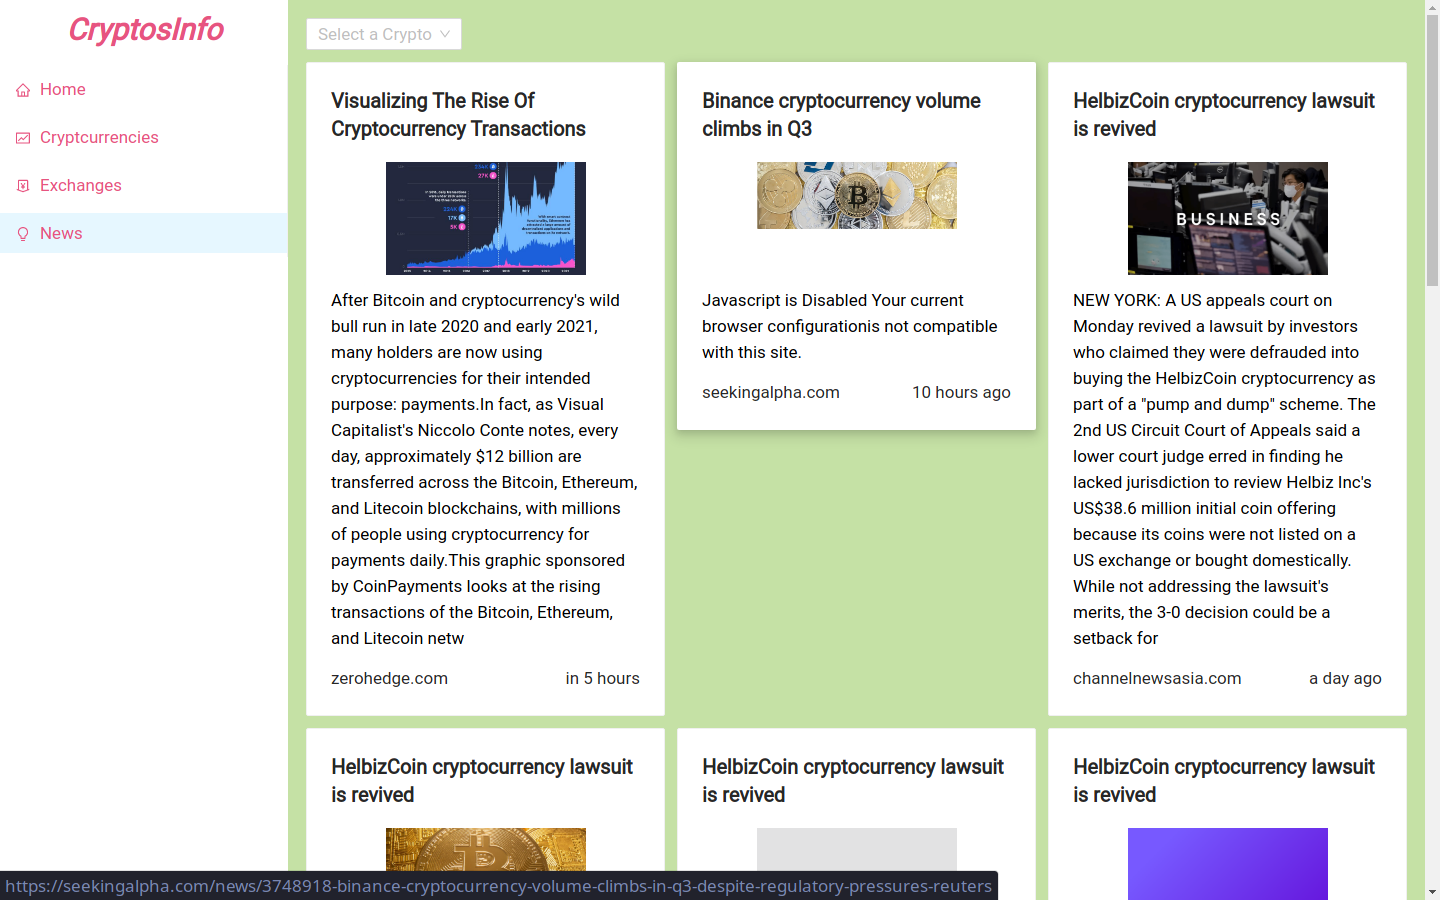 CryptosInfo
Home
Cryptcurrencies
Exchanges
News
Select a Crypto
Visualizing The Rise Of
Cryptocurrency Transactions
After Bitcoin and cryptocurrency's wild
bull run in late 2020 and early 2021,
many holders are now using
cryptocurrencies for their intended
purpose: payments.In fact, as Visual
Capitalist's Niccolo Conte notes, every
day, approximately $12 billion are
transferred across the Bitcoin, Ethereum,
and Litecoin blockchains, with millions
of people using cryptocurrency for
payments daily.This graphic sponsored
by CoinPayments looks at the rising
transactions of the Bitcoin, Ethereum,
and Litecoin netw
zerohedge.com in 5 hours
Binance cryptocurrency volume
climbs in Q3
Javascript is Disabled Your current
browser configurationis not compatible
with this site.
seekingalpha.com 10 hours ago
HelbizCoin cryptocurrency lawsuit
is revived
BUSINESS
NEW YORK: A US appeals court on
Monday revived a lawsuit by investors
who claimed they were defrauded into
buying the HelbizCoin cryptocurrency as
part of a "pump and dump" scheme. The
2nd US Circuit Court of Appeals said a
lower court judge erred in finding he
lacked jurisdiction to review Helbiz Inc's
US$38.6 million initial coin offering
because its coins were not listed on a
US exchange or bought domestically.
While not addressing the lawsuit's
merits, the 3-0 decision could be a
setback for
channelnewsasia.com a day ago
HelbizCoin cryptocurrency lawsuit
is revived
HelbizCoin cryptocurrency lawsuit
is revived
HelbizCoin cryptocurrency lawsuit
is revived
https://seekingalpha.com/news/3748918-binance-cryptocurrency-volume-climbs-in-q3-despite-regulatory-pressures-reuters